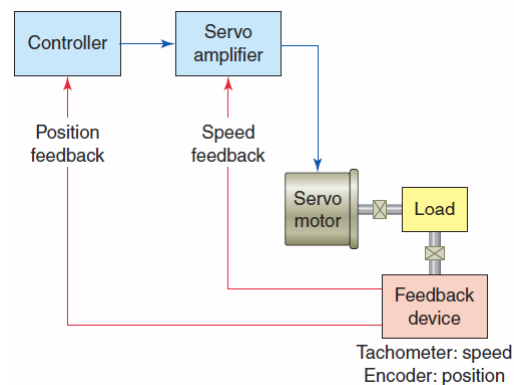 Controller
Servo
amplifier
Position
feedback
Speed
feedback
Servo
motor
Load
Feedback
device
Tachometer: speed
Encoder: position